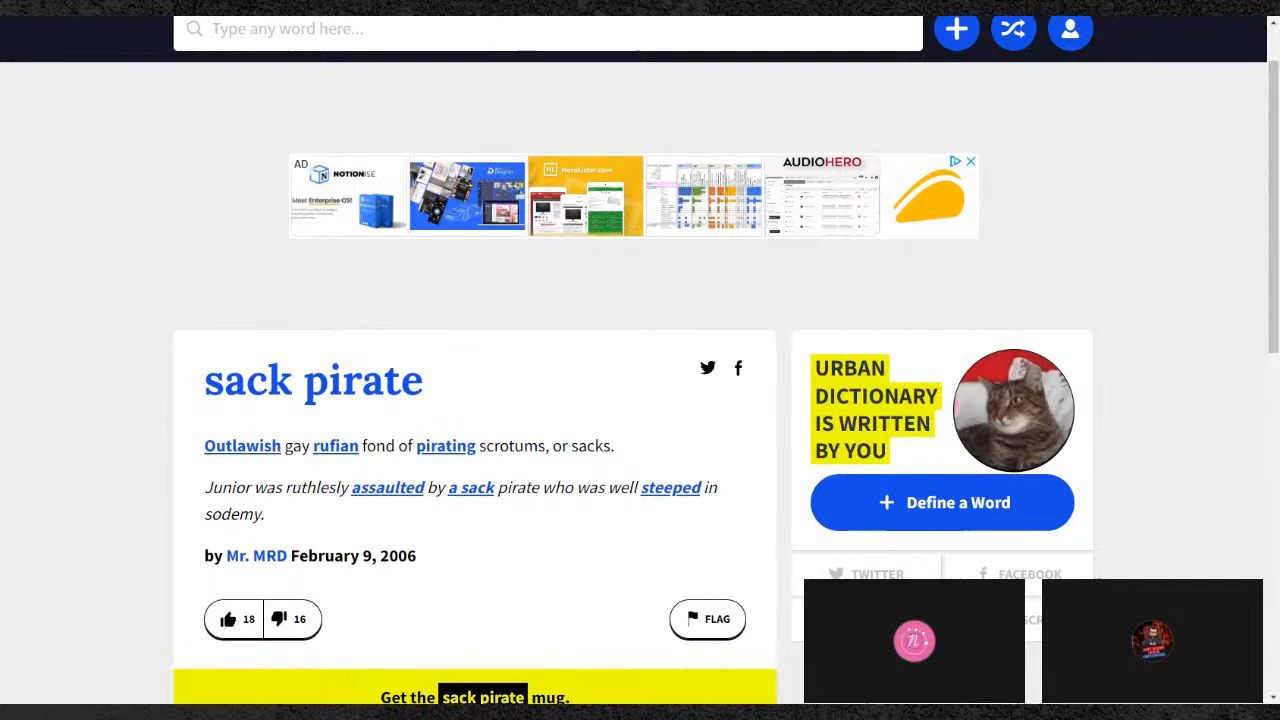 Type any word here...
AD
NOTIONISE
Meet Enterprise OS!
HeroLister.com
AUDIOHERO
sack pirate
Outlawish gay rufian fond of pirating scrotums, or sacks.
Junior was ruthlesly assaulted by a sack pirate who was well steeped in
sodemy.
by Mr. MRD February 9, 2006
18
16
FLAG
Get the sack pirate mug.
URBAN
DICTIONARY
IS WRITTEN
BY YOU
Define a Word
TWITTER
FACEBOOK